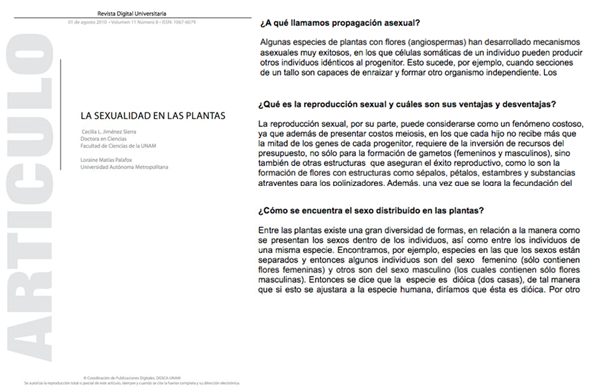 Revista Digital Universitaria
01 de agosto 2010 • Volumen 11 Número 8 • ISSN: 1067-6079
ARTÍCULO
LA SEXUALIDAD EN LAS PLANTAS
Cecilia L. Jiménez Sierra
Doctora en Ciencias
Facultad de Ciencias de la UNAM
Loraine Matías Palafox
Universidad Autónoma Metropolitana
© Coordinación de Publicaciones Digitales. DGSCA-UNAM
Se autoriza la reproducción total o parcial de este artículo, siempre y cuando se cite la fuente completa y su dirección electrónica.
¿A qué llamamos propagación asexual?
Algunas especies de plantas con flores (angiospermas) han desarrollado mecanismos
asexuales muy exitosos, en los que células somáticas de un individuo pueden producir
otros individuos idénticos al progenitor. Esto sucede, por ejemplo, cuando secciones
de un tallo son capaces de enraizar y formar otro organismo independiente. Los
¿Qué es la reproducción sexual y cuáles son sus ventajas y desventajas?
La reproducción sexual, por su parte, puede considerarse como un fenómeno costoso,
ya que además de presentar costos meiosis, en los que cada hijo no recibe más que
la mitad de los genes de cada progenitor, requiere de la inversión de recursos del
presupuesto, no sólo para la formación de gametos (femeninos y masculinos), sino
también de otras estructuras que aseguran el éxito reproductivo, como lo son la
formación de flores con estructuras como sépalos, pétalos, estambres y substancias
atrayentes para los polinizadores. Además, una vez que se logra la fecundación del
¿Cómo se encuentra el sexo distribuido en las plantas?
Entre las plantas existe una gran diversidad de formas, en relación a la manera como
se presentan los sexos dentro de los individuos, así como entre los individuos de
una misma especie. Encontramos, por ejemplo, especies en las que los sexos están
separados y entonces algunos individuos son del sexo femenino (sólo contienen
flores femeninas) y otros son del sexo masculino (los cuales contienen sólo flores
masculinas). Entonces se dice que la especie es dióica (dos casas), de tal manera
que si esto se ajustara a la especie humana, diríamos que ésta es dióica. Por otro